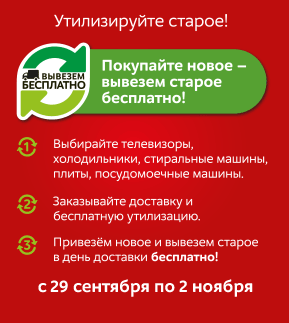 Утилизируйте старое!
ВЫВЕЗЕМ
БЕСПЛАТНО
Покупайте новое –
вывезем старое
бесплатно!
1
Выбирайте телевизоры,
холодильники, стиральные машины,
плиты, посудомоечные машины.
2
Заказывайте доставку и
бесплатную утилизацию.
3
Привезём новое и вывезем старое
в день доставки бесплатно!
с 29 сентября по 2 ноября